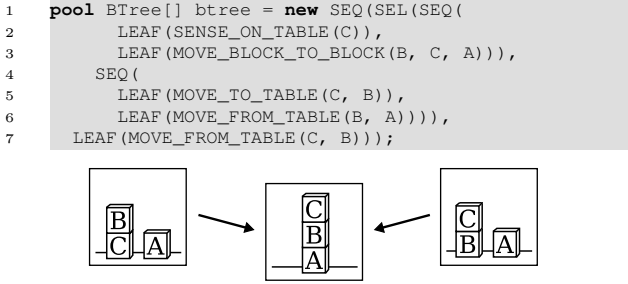 1 pool BTree[] btree = new SEQ(SEL(SEQ(
2 LEAF(SENSE_ON_TABLE(C)),
3 LEAF(MOVE_BLOCK_TO_BLOCK(B, C, A))),
4 SEQ(
5 LEAF(MOVE_TO_TABLE(C, B)),
6 LEAF(MOVE_FROM_TABLE(B, A)))),
7 LEAF(MOVE_FROM_TABLE(C, B)));
B
C A
C
B
A
C
B A